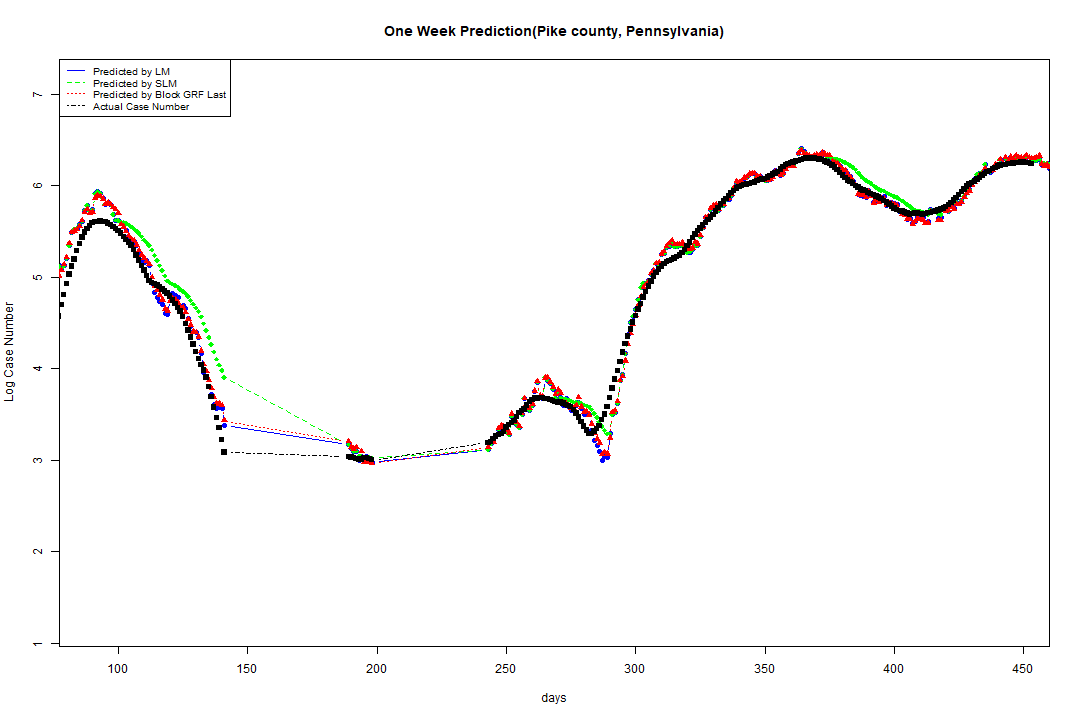 One Week Prediction(Pike county, Pennsylvania)
Predicted by LM
Predicted by SLM
Predicted by Block GRF Last
Actual Case Number
Log Case Number
7
6
5
4
3
2
1
100 150 200 250 300 350 400 450
days